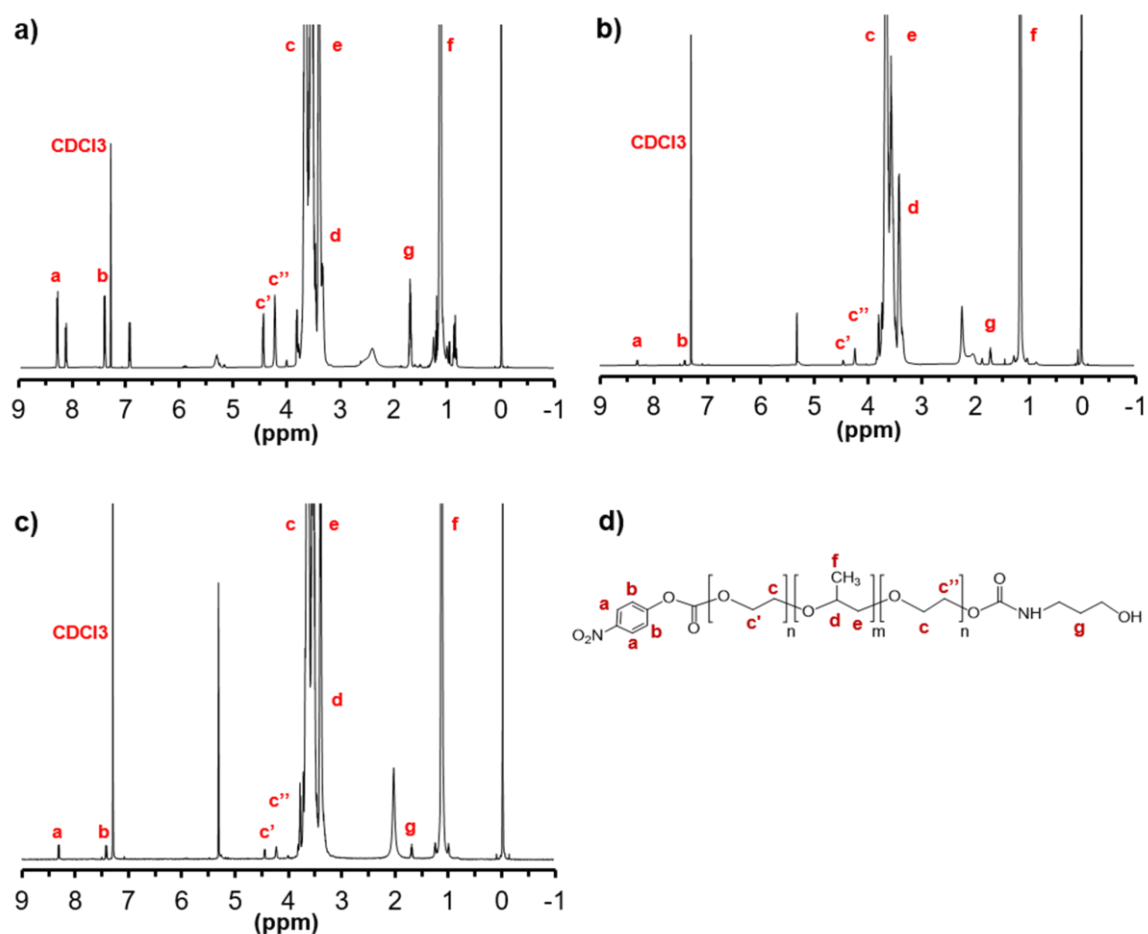 a)
c e f
CDCl3
d
a b c' c'' g
9 8 7 6 5 4 3 2 1 0 -1
(ppm)
b)
c e f
CDCl3
d
a b c' c'' g
9 8 7 6 5 4 3 2 1 0 -1
(ppm)
c)
c e f
CDCl3
d
a b c' c'' g
9 8 7 6 5 4 3 2 1 0 -1
(ppm)
d)
f
CH3
b c c'' O
a O O O O O NH OH
O2N b O c' n d e m c n g
a